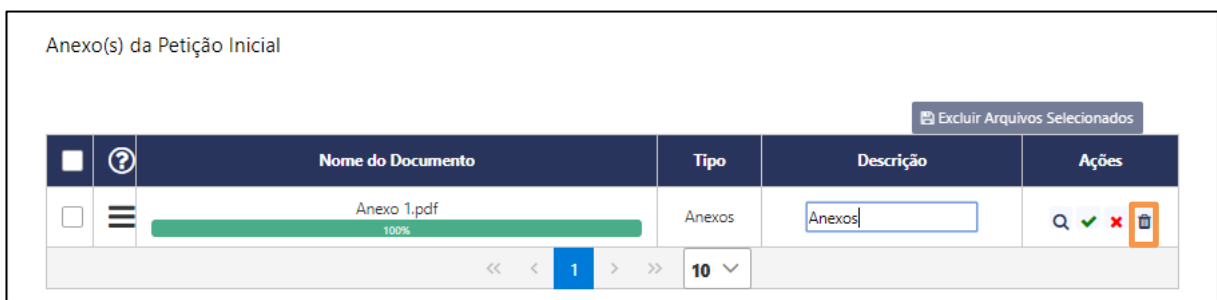 Anexo(s) da Petição Inicial
Excluir Arquivos Selecionados
Nome do Documento Tipo Descrição Ações
Anexo 1.pdf
100%
Anexos Anexos
<< < 1 > >> 10